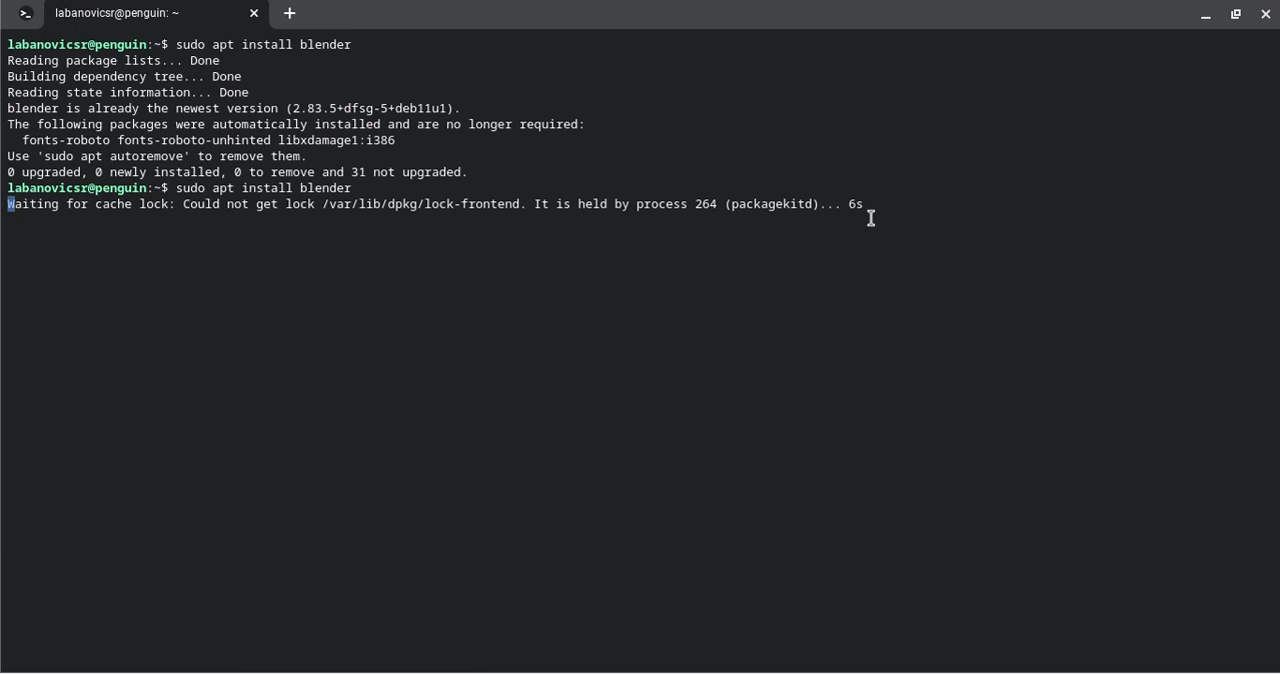 labanovicsr@penguin: ~
labanovicsr@penguin:~$ sudo apt install blender
Reading package lists... Done
Building dependency tree... Done
Reading state information... Done
blender is already the newest version (2.83.5+dfsg-5+deb11u1).
The following packages were automatically installed and are no longer required:
  fonts-roboto fonts-roboto-unhinted libxdamage1:i386
Use 'sudo apt autoremove' to remove them.
0 upgraded, 0 newly installed, 0 to remove and 31 not upgraded.
labanovicsr@penguin:~$ sudo apt install blender
Waiting for cache lock: Could not get lock /var/lib/dpkg/lock-frontend. It is held by process 264 (packagekitd)... 6s